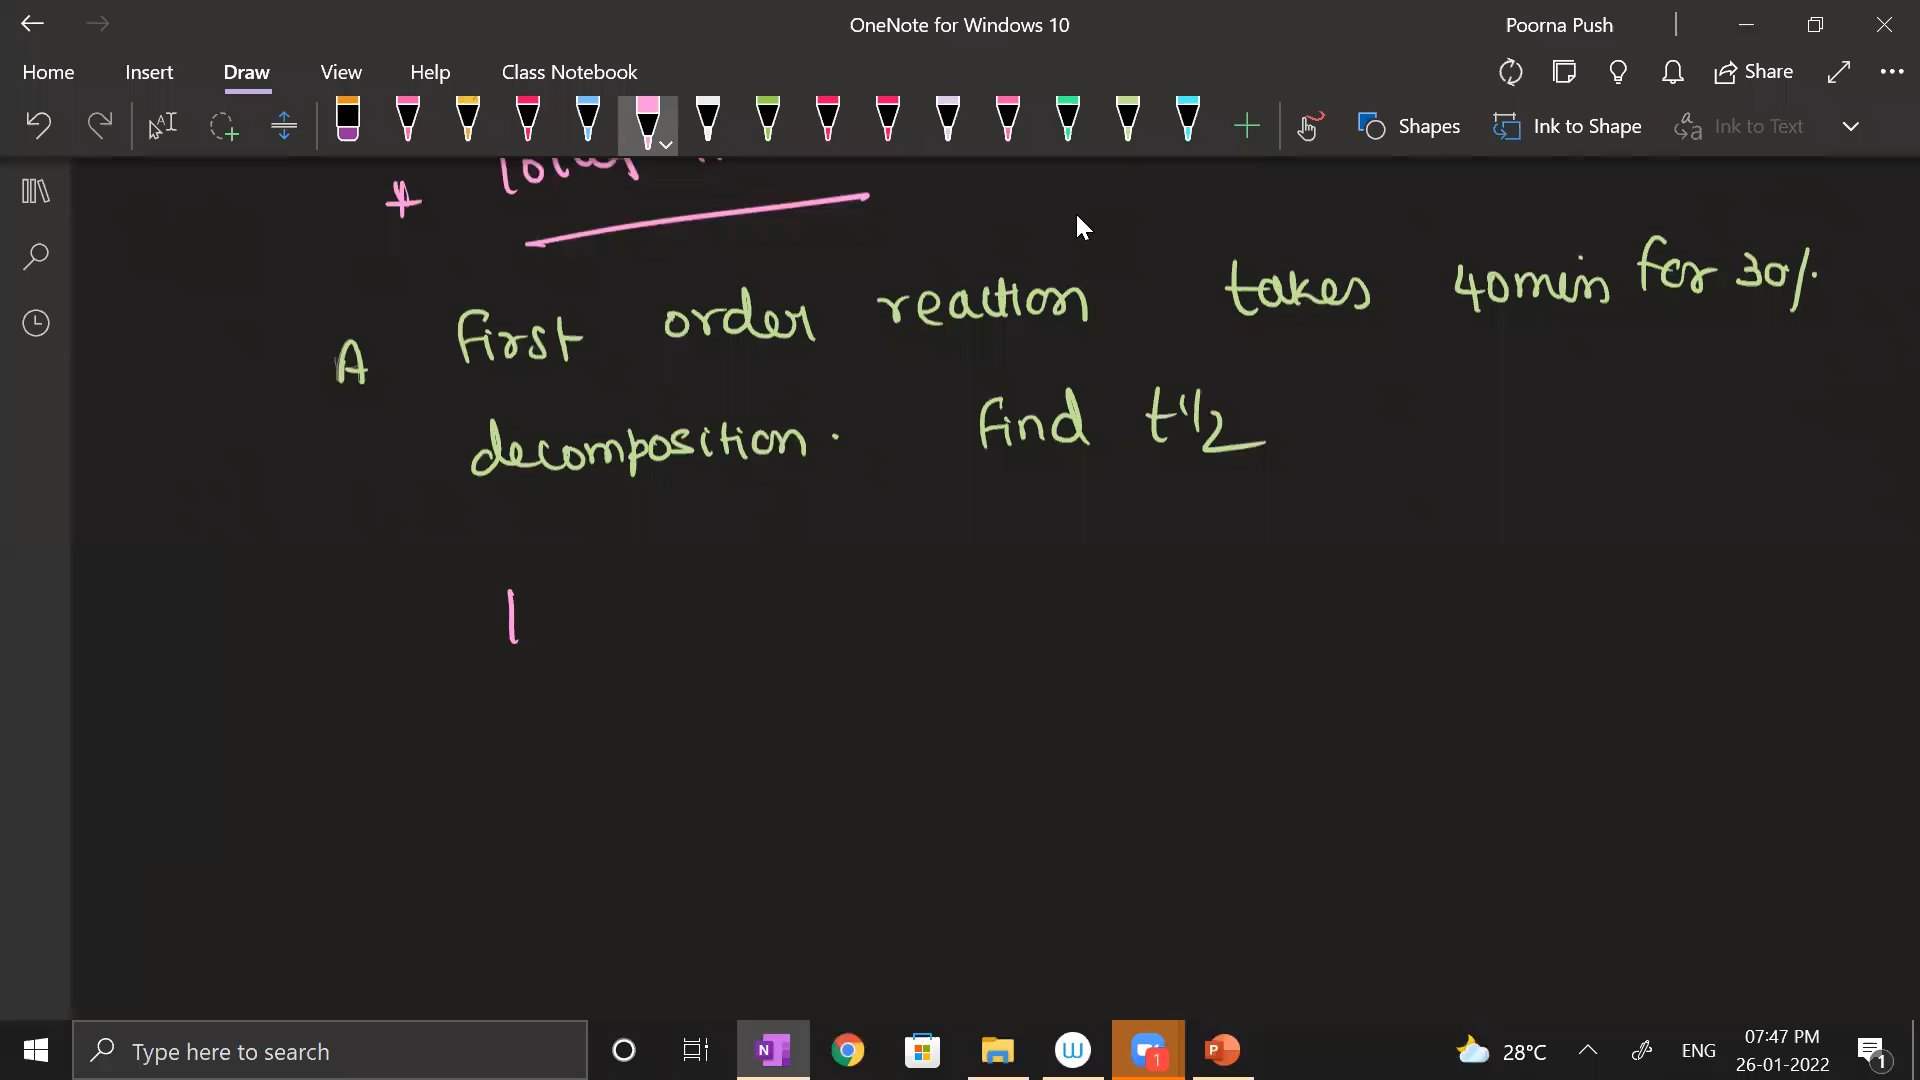 OneNote for Windows 10
Poorna Push
Home Insert Draw View Help Class Notebook
Share
Shapes Ink to Shape Ink to Text
A first order reaction takes 40min for 30%
decomposition. find t1/2
Type here to search
1
28°C
ENG
07:47 PM
26-01-2022
1